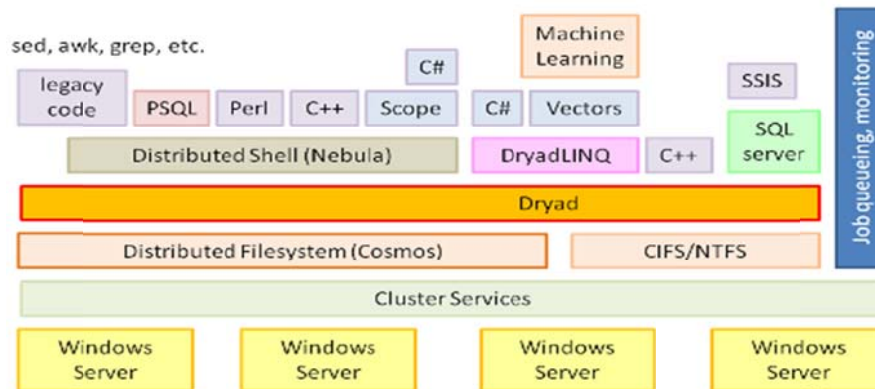 sed, awk, grep, etc.
Machine
Learning
C#
SSIS
legacy
code
PSQL
Perl
C++
Scope
C#
Vectors
SQL
server
Distributed Shell (Nebula)
DryadLINQ
C++
Dryad
Distributed Filesystem (Cosmos)
CIFS/NTFS
Job queueing, monitoring
Cluster Services
Windows
Server
Windows
Server
Windows
Server
Windows
Server